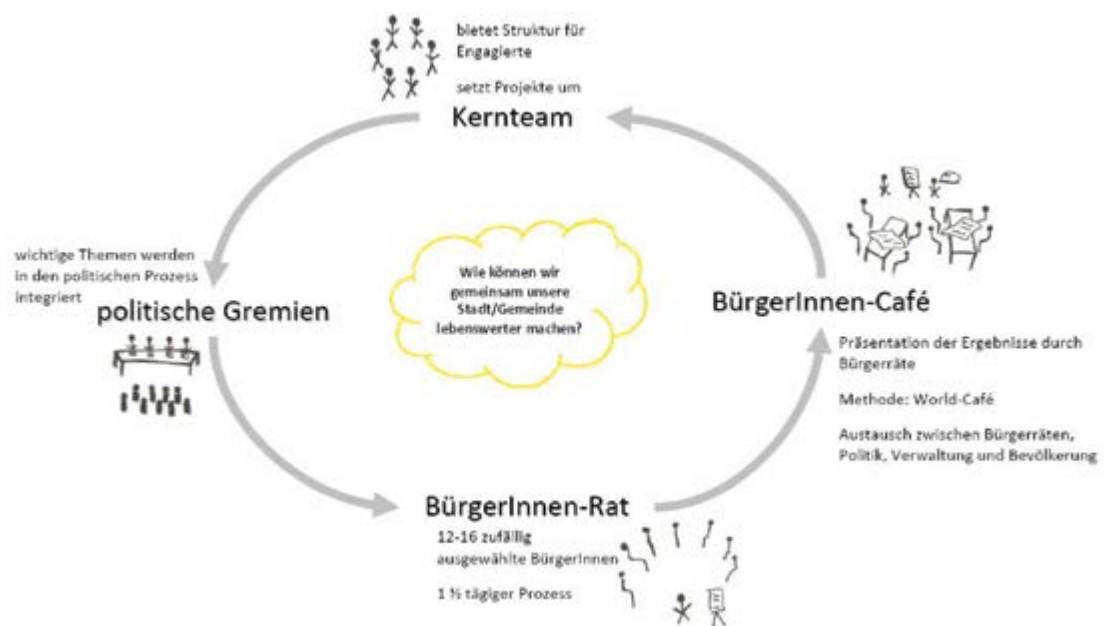 bietet Struktur für
Engagierte
setzt Projekte um
Kernteam
wichtige Themen werden
in den politischen Prozess
integriert
politische Gremien
Wie können wir
gemeinsam unsere
Stadt/Gemeinde
lebenswerter machen?
BürgerInnen-Café
Präsentation der Ergebnisse durch
Bürgerräte
Methode: World-Café
Austausch zwischen Bürgerräten,
Politik, Verwaltung und Bevölkerung
BürgerInnen-Rat
12-16 zufällig
ausgewählte BürgerInnen
1 ½ tägiger Prozess